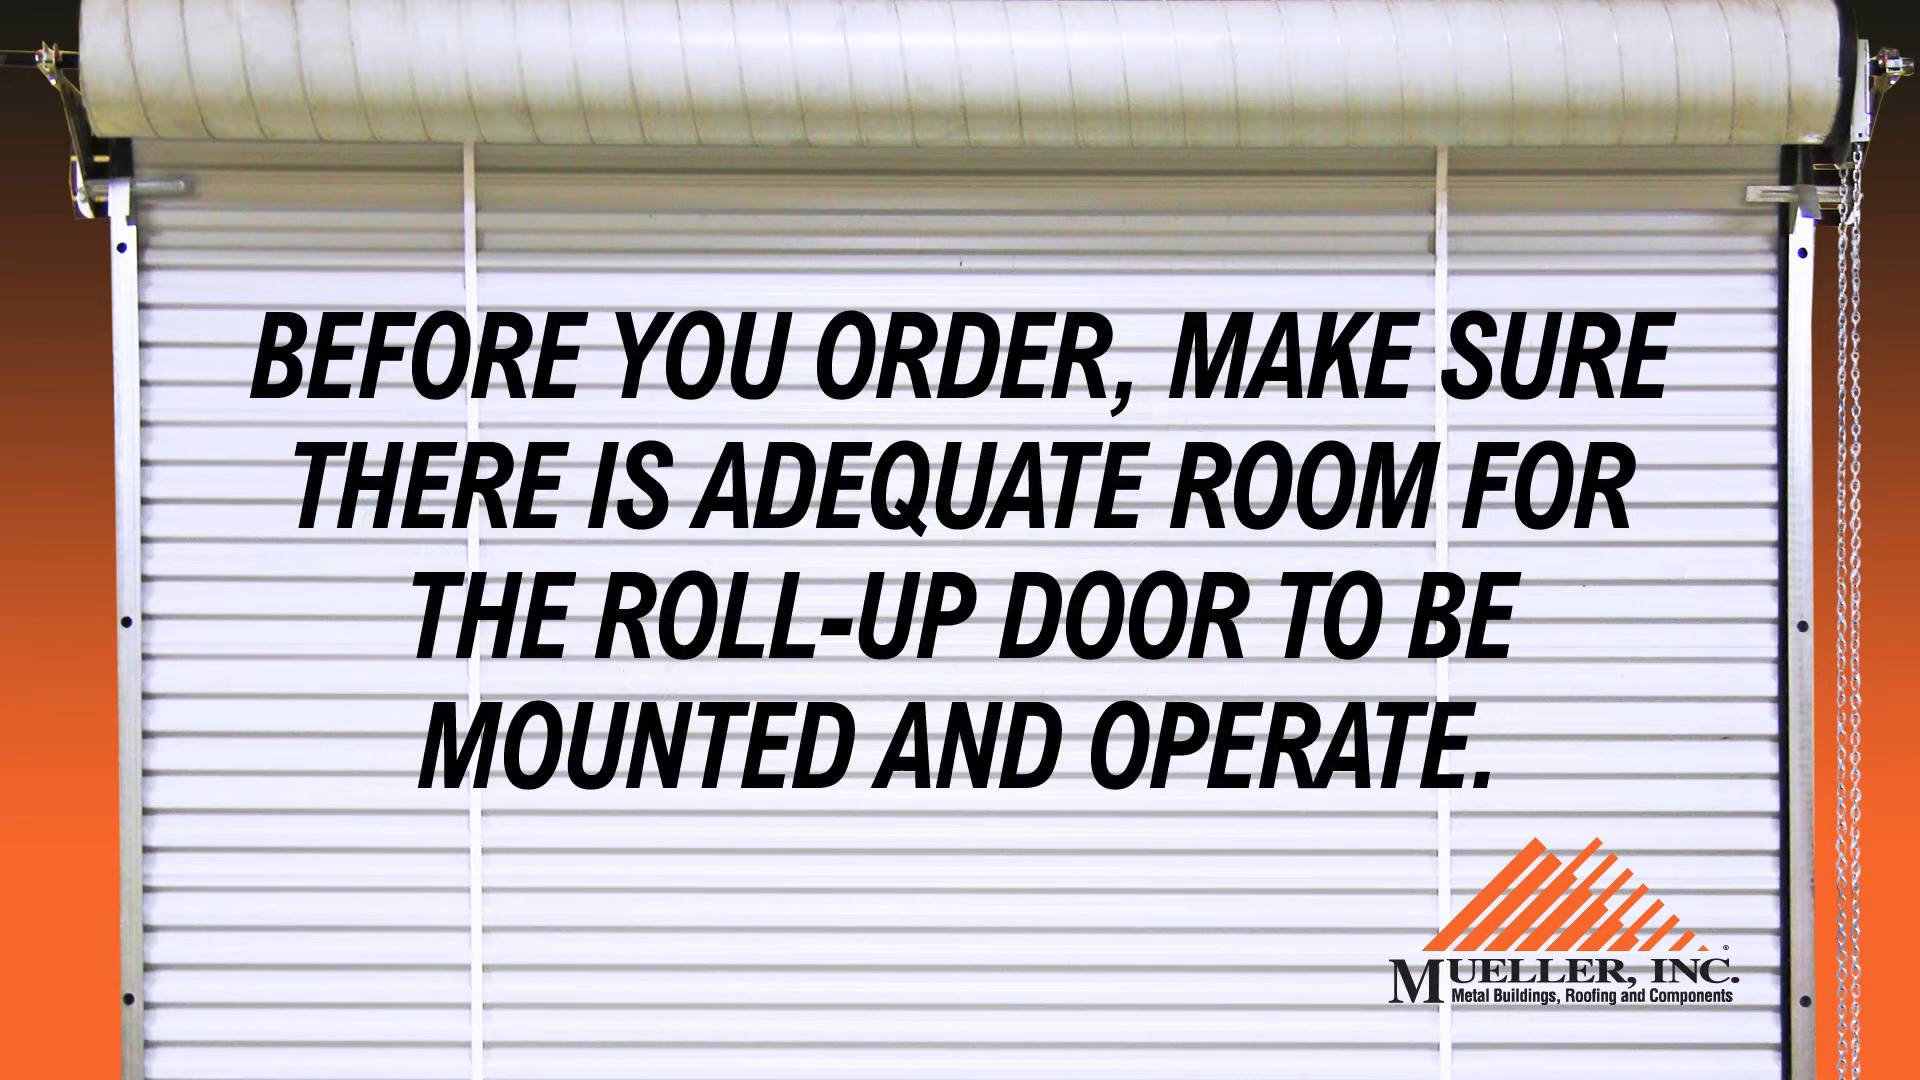 BEFORE YOU ORDER, MAKE SURE
THERE IS ADEQUATE ROOM FOR
THE ROLL-UP DOOR TO BE
MOUNTED AND OPERATE.
®
MUELLER, INC.
Metal Buildings, Roofing and Components